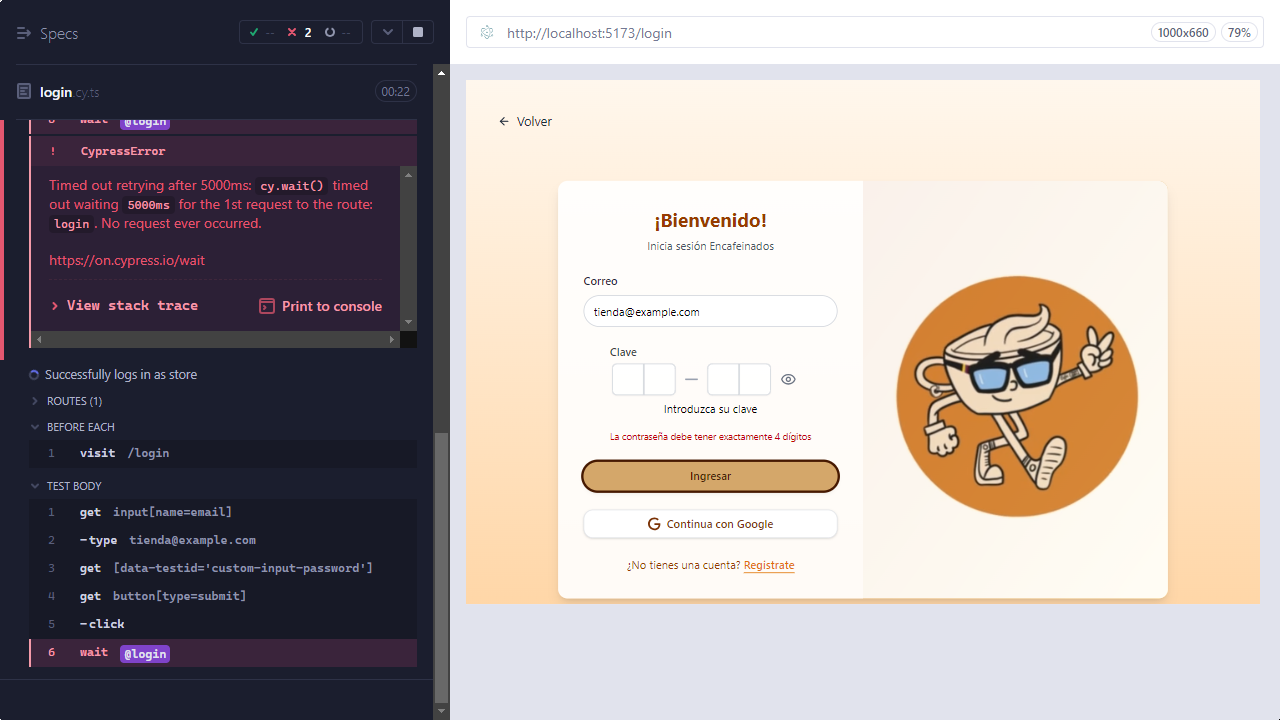 Specs
-- 2 --
login.cy.ts
00:22
6 wait @login
! CypressError
Timed out retrying after 5000ms: cy.wait() timed
out waiting 5000ms for the 1st request to the route:
login. No request ever occurred.
https://on.cypress.io/wait
View stack trace
Print to console
Successfully logs in as store
ROUTES (1)
BEFORE EACH
1 visit /login
TEST BODY
1 get input[name=email]
2 -type tienda@example.com
3 get [data-testid='custom-input-password']
4 get button[type=submit]
5 -click
6 wait @login
http://localhost:5173/login
1000x660
79%
← Volver
¡Bienvenido!
Inicia sesión Encafeinados
Correo
tienda@example.com
Clave
Introduzca su clave
La contraseña debe tener exactamente 4 dígitos
Ingresar
Continua con Google
¿No tienes una cuenta? Registrate